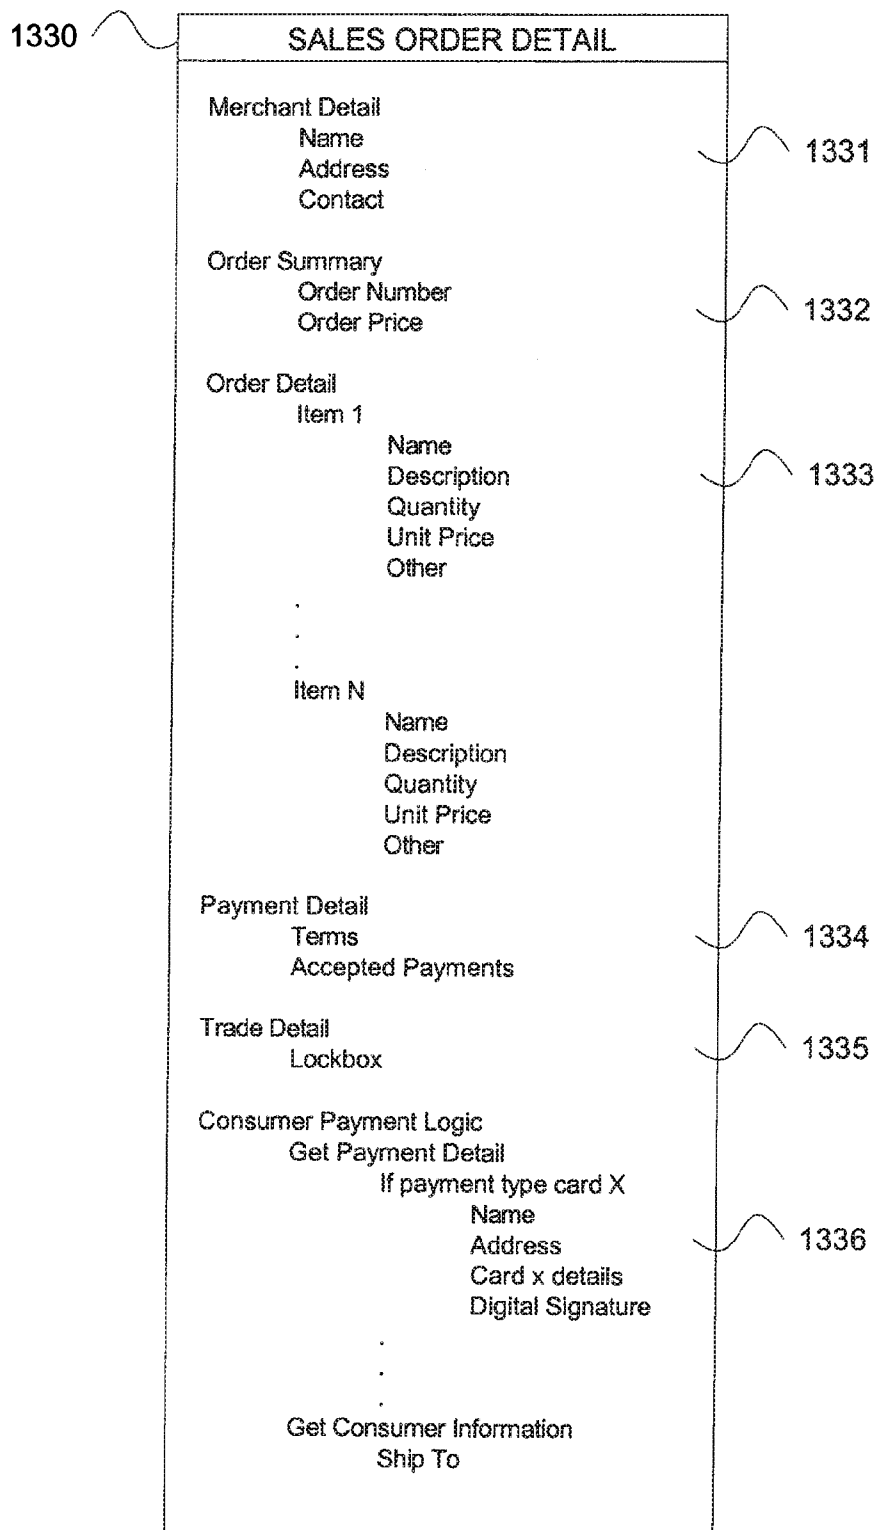 1330
SALES ORDER DETAIL
Merchant Detail
Name
1331
Address
Contact
Order Summary
Order Number
1332
Order Price
Order Detail
Item 1
Name
Description
1333
Quantity
Unit Price
Other
.
.
.
Item N
Name
Description
Quantity
Unit Price
Other
Payment Detail
Terms
1334
Accepted Payments
Trade Detail
Lockbox
1335
Consumer Payment Logic
Get Payment Detail
If payment type card X
Name
Address
1336
Card x details
Digital Signature
.
.
.
Get Consumer Information
Ship To